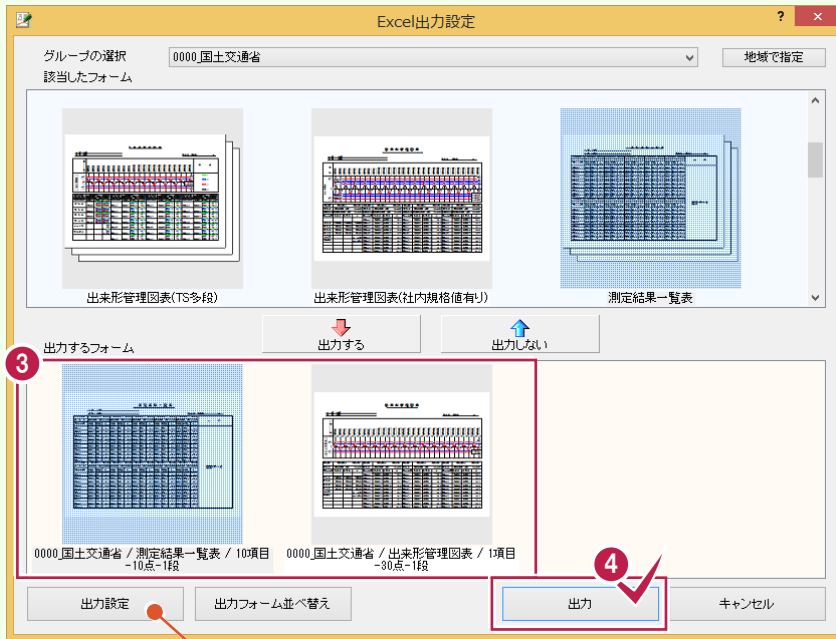 Excel出力設定
? ×
グループの選択 0000_国土交通省 地域で指定
該当したフォーム
出来形管理図表(TS多段) 出来形管理図表(社内規格値有り) 測定結果一覧表
出力する 出力しない
出力するフォーム
3
0000_国土交通省 / 測定結果一覧表 / 10項目
-10点-1段
0000_国土交通省 / 出来形管理図表 / 1項目
-30点-1段
4
出力設定 出力フォーム並べ替え 出力 キャンセル